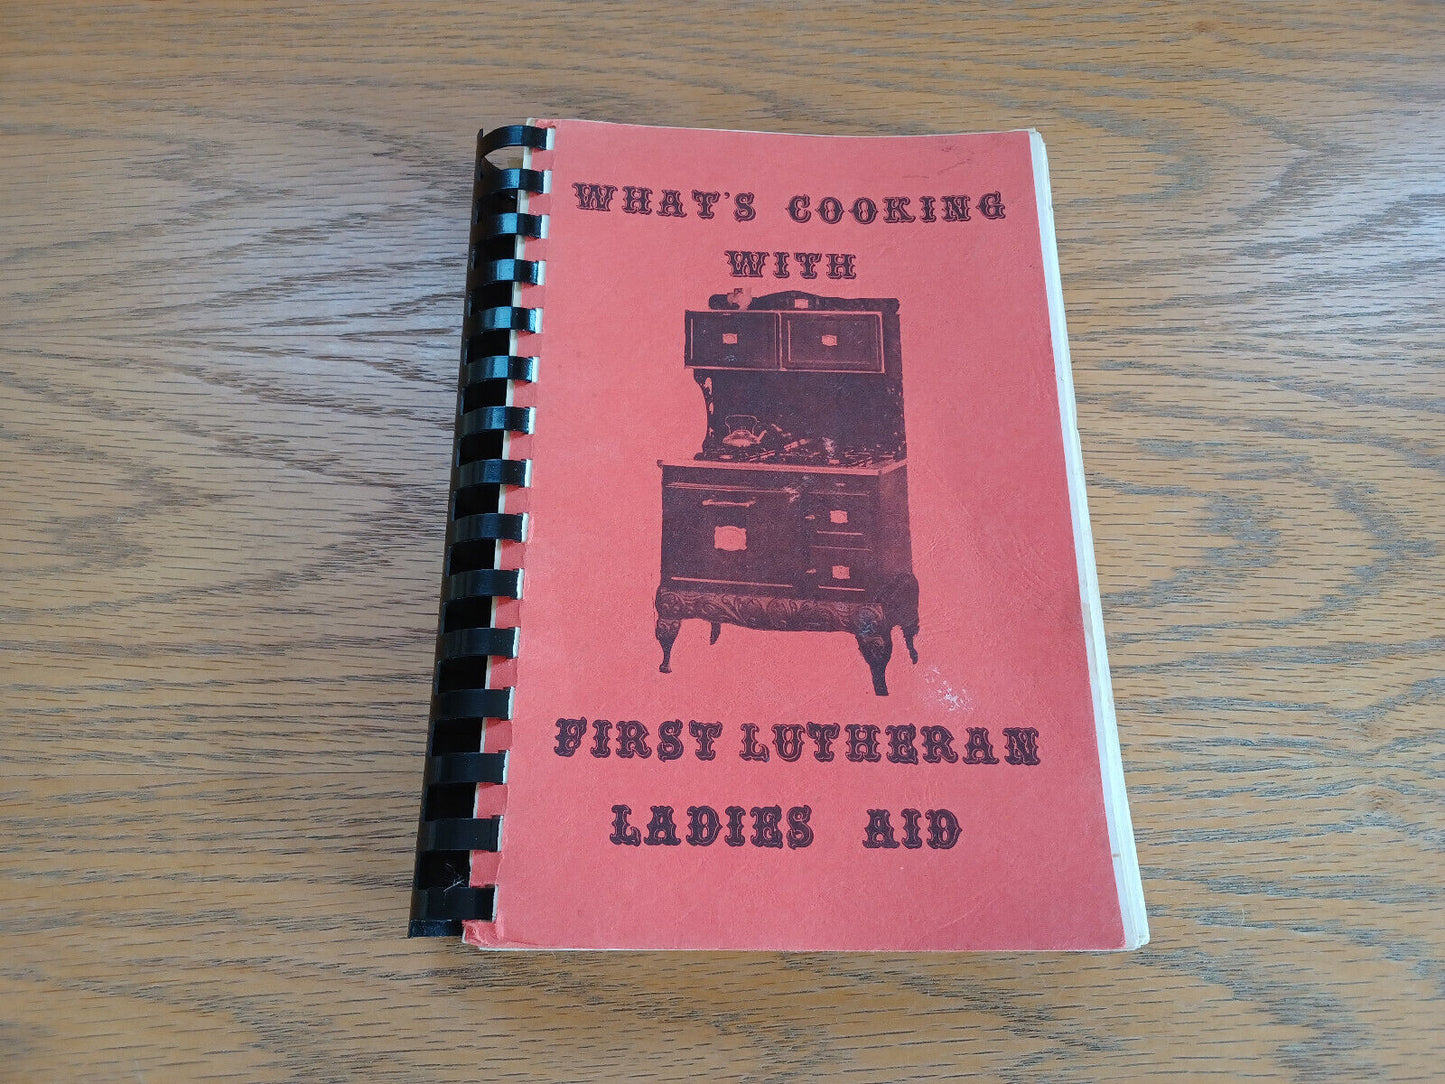 WHAT'S COOKING
WITH
FIRST LUTHERAN
LADIES AID